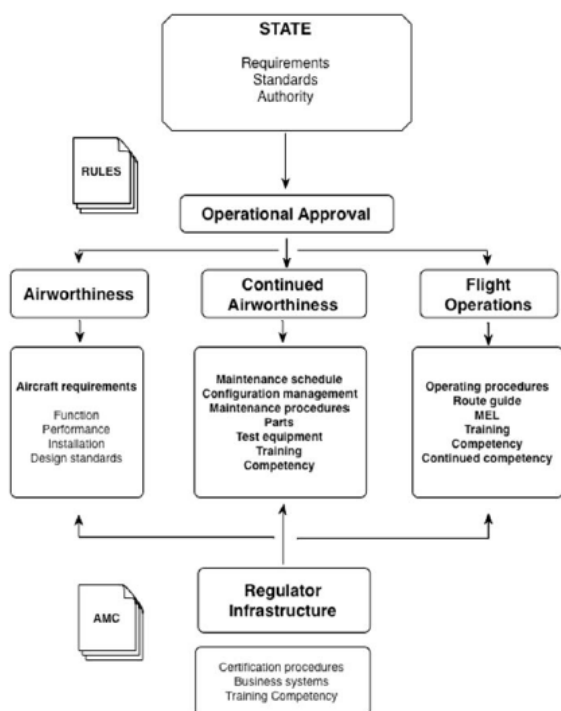 STATE
Requirements
Standards
Authority
RULES
Operational Approval
Airworthiness
Continued
Airworthiness
Flight
Operations
Aircraft requirements
Function
Performance
Installation
Design standards
Maintenance schedule
Configuration management
Maintenance procedures
Parts
Test equipment
Training
Competency
Operating procedures
Route guide
MEL
Training
Competency
Continued competency
AMC
Regulator
Infrastructure
Certification procedures
Business systems
Training Competency